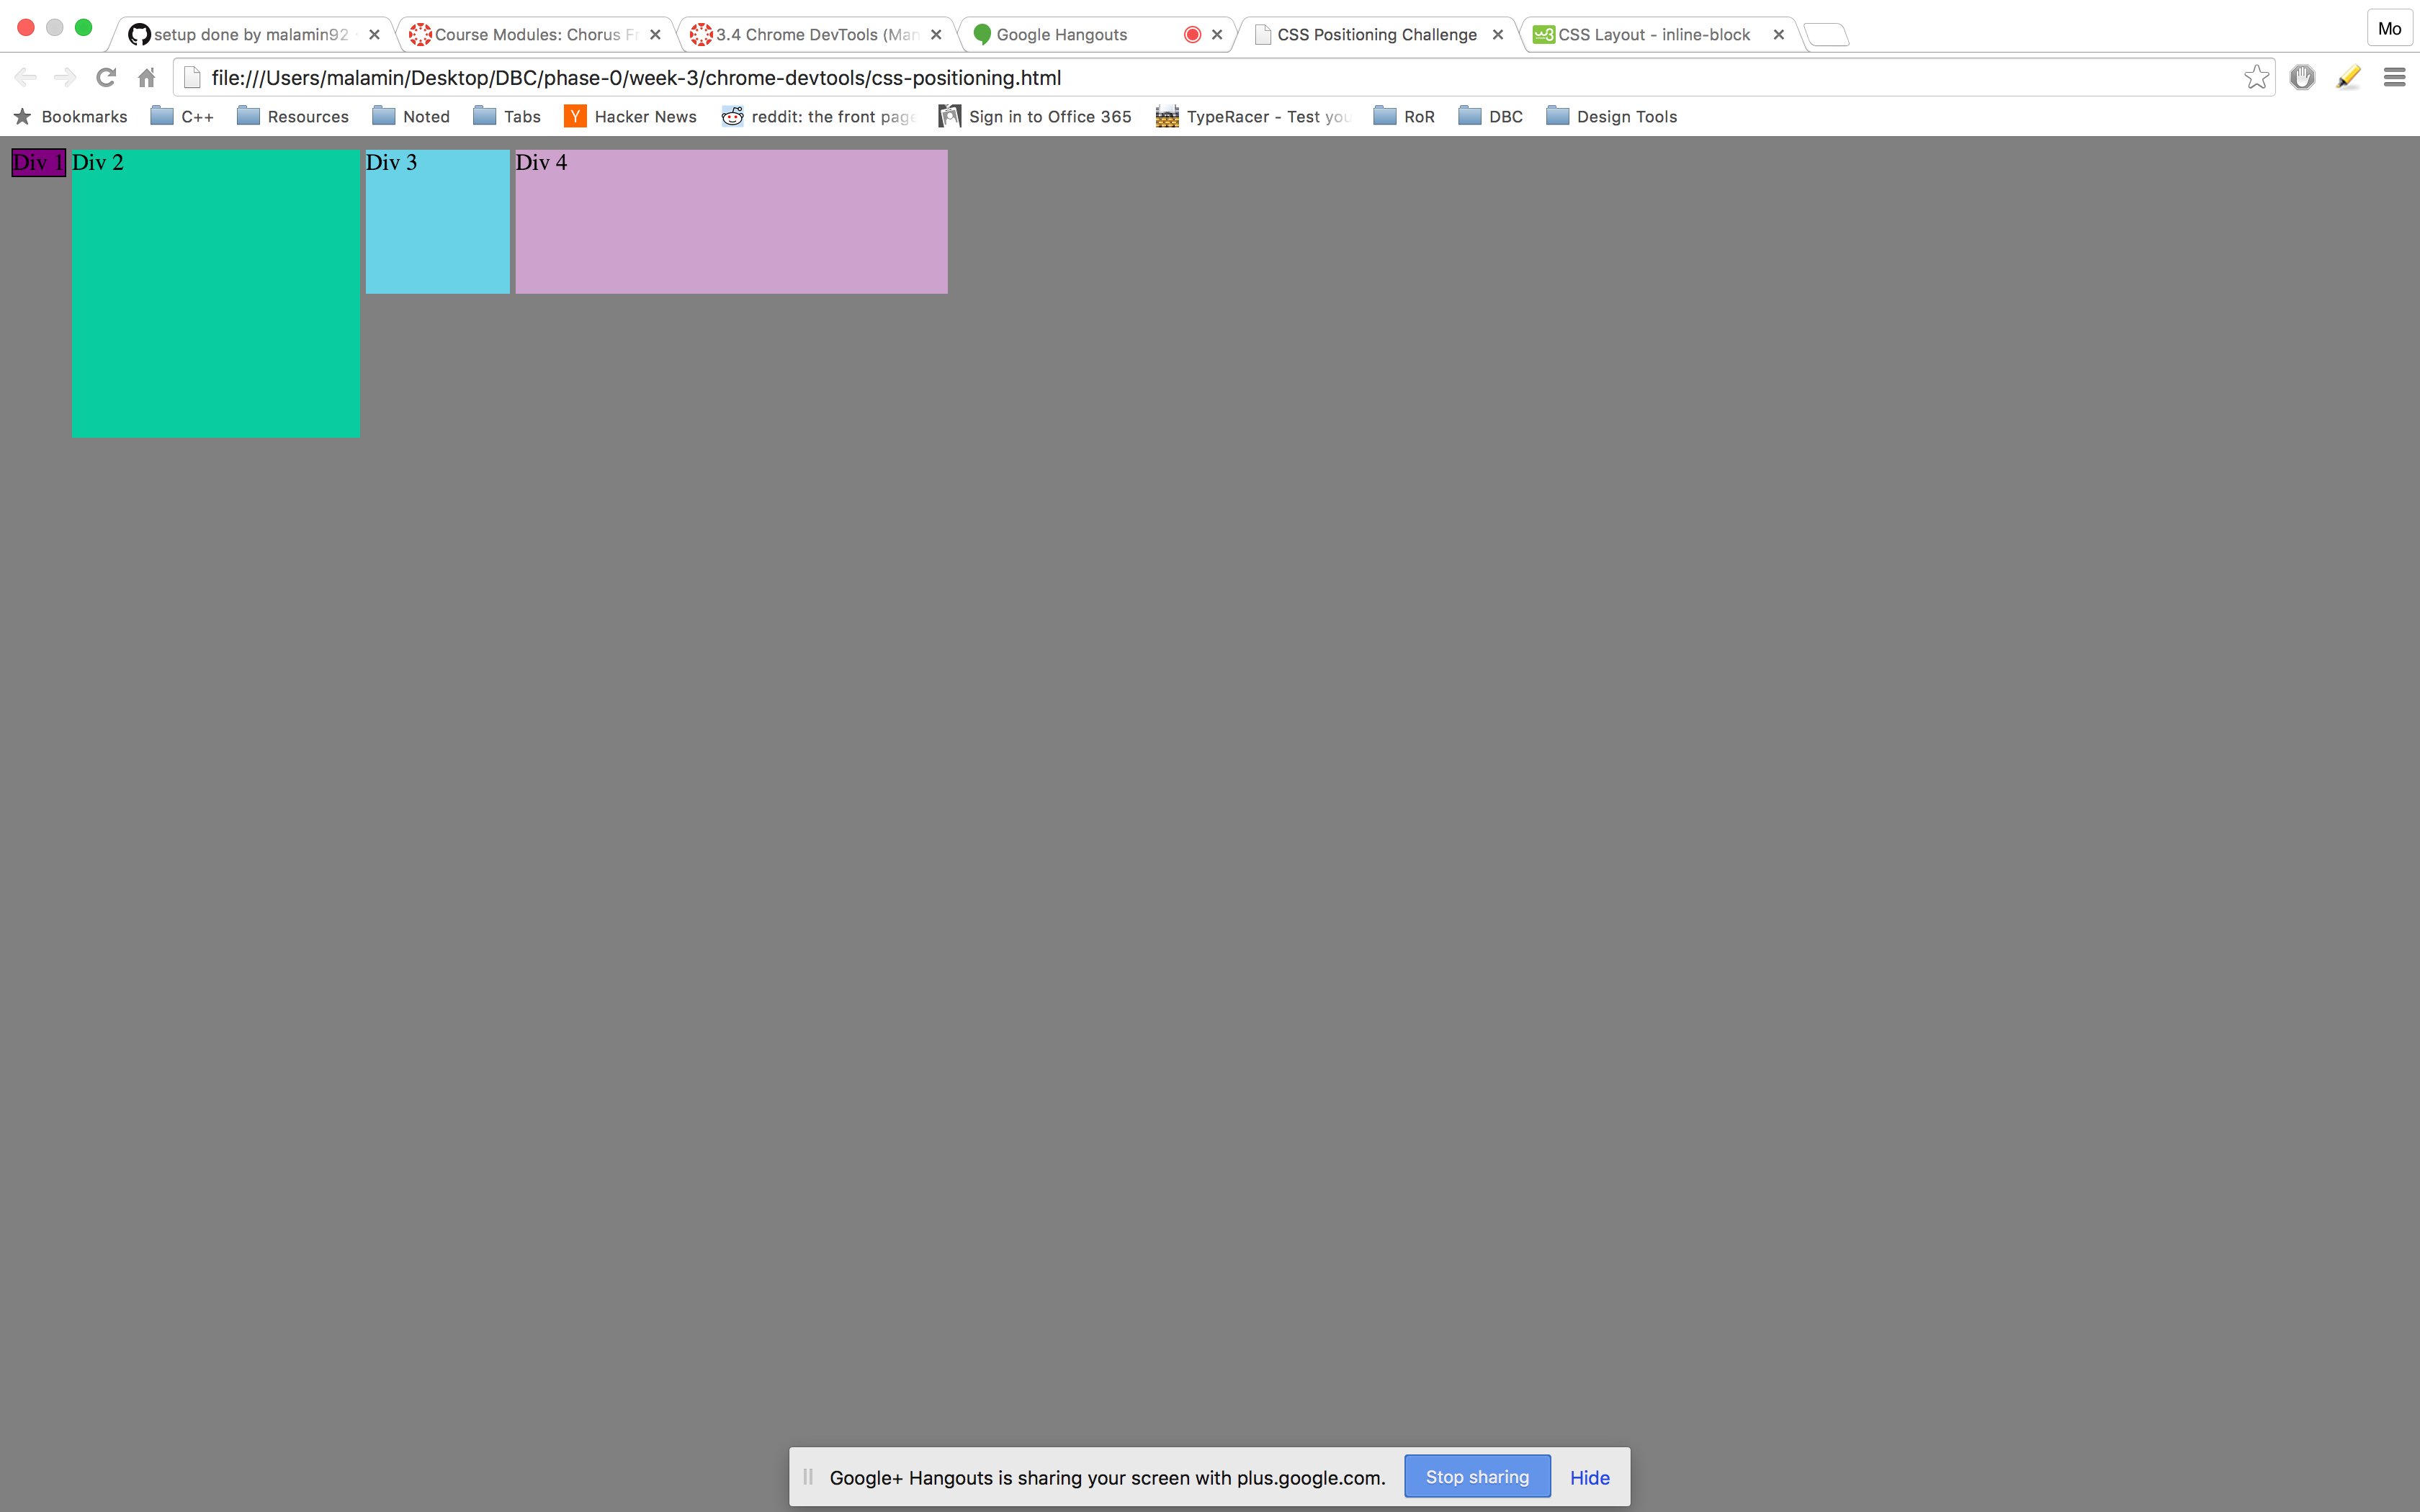 setup done by malamin92 Course Modules: Chorus Fr 3.4 Chrome DevTools (Man Google Hangouts CSS Positioning Challenge CSS Layout - inline-block Mo
file:///Users/malamin/Desktop/DBC/phase-0/week-3/chrome-devtools/css-positioning.html
Bookmarks C++ Resources Noted Tabs Y Hacker News reddit: the front page Sign in to Office 365 TypeRacer - Test you RoR DBC Design Tools
Div 1 Div 2 Div 3 Div 4
Google+ Hangouts is sharing your screen with plus.google.com. Stop sharing Hide